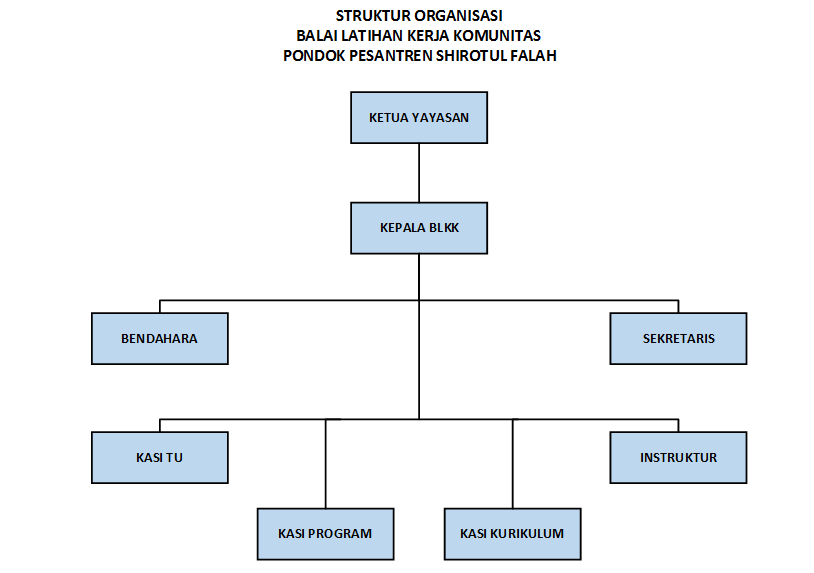 STRUKTUR ORGANISASI
BALAI LATIHAN KERJA KOMUNITAS
PONDOK PESANTREN SHIROTUL FALAH
KETUA YAYASAN
KEPALA BLKK
BENDAHARA
SEKRETARIS
KASI TU
INSTRUKTUR
KASI PROGRAM
KASI KURIKULUM